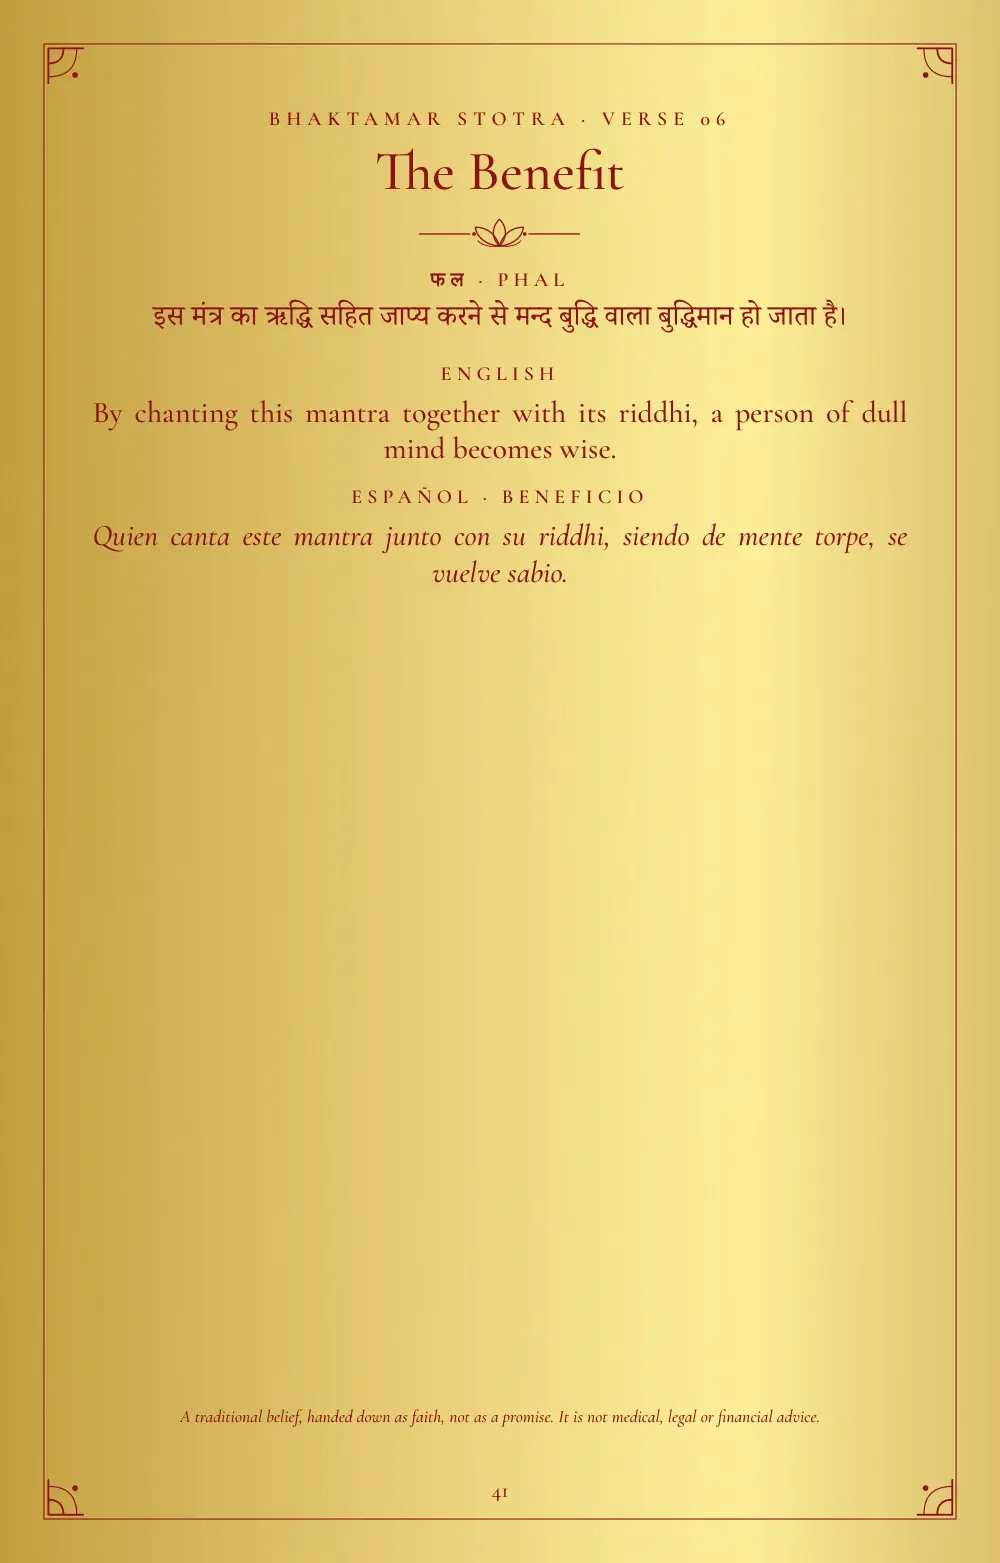 BHAKTAMAR STOTRA · VERSE 06
The Benefit
फल · PHAL
इस मंत्र का ऋद्धि सहित जाप्य करने से मन्द बुद्धि वाला बुद्धिमान हो जाता है।
ENGLISH
By chanting this mantra together with its riddhi, a person of dull
mind becomes wise.
ESPAÑOL · BENEFICIO
Quien canta este mantra junto con su riddhi, siendo de mente torpe, se
vuelve sabio.
A traditional belief, handed down as faith, not as a promise. It is not medical, legal or financial advice.
41